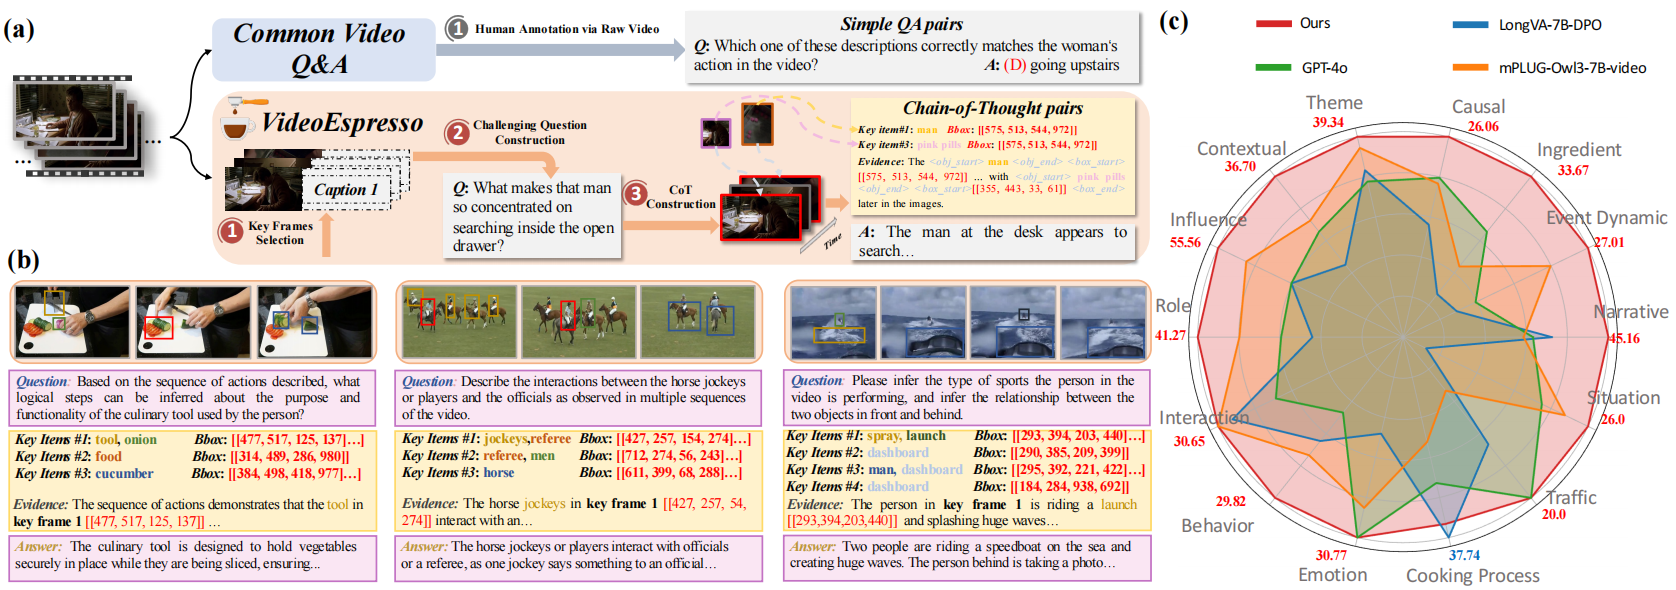 (a)
Common Video
Q&A
1 Human Annotation via Raw Video
Simple QA pairs
Q: Which one of these descriptions correctly matches the woman's
action in the video? A: (D) going upstairs
...
...
VideoEspresso
Caption 1
1 Key Frames
Selection
2 Challenging Question
Construction
Q: What makes that man
so concentrated on
searching inside the open
drawer?
3 CoT
Construction
Time
Chain-of-Thought pairs
Key item#1: man Bbox: [[575, 513, 544, 972]]
Key item#3: pink pills Bbox: [[575, 513, 544, 972]]
Evidence: The <obj_start> man <obj_end> <box_start>
[[575, 513, 544, 972]] ... with <obj_start> pink pills
<obj_end> <box_start>[[355, 443, 33, 61]] <box_end>
later in the images.
A: The man at the desk appears to
search…
(b)
Question: Based on the sequence of actions described, what
logical steps can be inferred about the purpose and
functionality of the culinary tool used by the person?
Key Items #1: tool, onion Bbox: [[477, 517, 125, 137]…]
Key Items #2: food Bbox: [[314, 489, 286, 980]]
Key Items #3: cucumber Bbox: [[384, 498, 418, 977]…]
Evidence: The sequence of actions demonstrates that the tool in
key frame 1 [[477, 517, 125, 137]] …
Answer: The culinary tool is designed to hold vegetables
securely in place while they are being sliced, ensuring...
Question: Describe the interactions between the horse jockeys
or players and the officials as observed in multiple sequences
of the video.
Key Items #1: jockeys,referee Bbox: [[427, 257, 154, 274]…]
Key Items #2: referee, men Bbox: [[712, 274, 56, 243]…]
Key Items #3: horse Bbox: [[611, 399, 68, 288]…]
Evidence: The horse jockeys in key frame 1 [[427, 257, 54,
274]] interact with an…
Answer: The horse jockeys or players interact with officials
or a referee, as one jockey says something to an official…
Question: Please infer the type of sports the person in the
video is performing, and infer the relationship between the
two objects in front and behind.
Key Items #1: spray, launch Bbox: [[293, 394, 203, 440]…]
Key Items #2: dashboard Bbox: [[290, 385, 209, 399]]
Key Items #3: man, dashboard Bbox: [[295, 392, 221, 422]…]
Key Items #4: dashboard Bbox: [[184, 284, 938, 692]]
Evidence: The person in key frame 1 is riding a launch
[[293,394,203,440]] and splashing huge waves…
Answer: Two people are riding a speedboat on the sea and
creating huge waves. The person behind is taking a photo…
(c)
Ours
LongVA-7B-DPO
GPT-4o
mPLUG-Owl3-7B-video
Theme
39.34
Causal
26.06
Contextual
36.70
Ingredient
33.67
Influence
55.56
Event Dynamic
27.01
Role
41.27
Narrative
45.16
Interaction
30.65
Situation
26.0
Behavior
29.82
Traffic
20.0
Emotion
30.77
Cooking Process
37.74